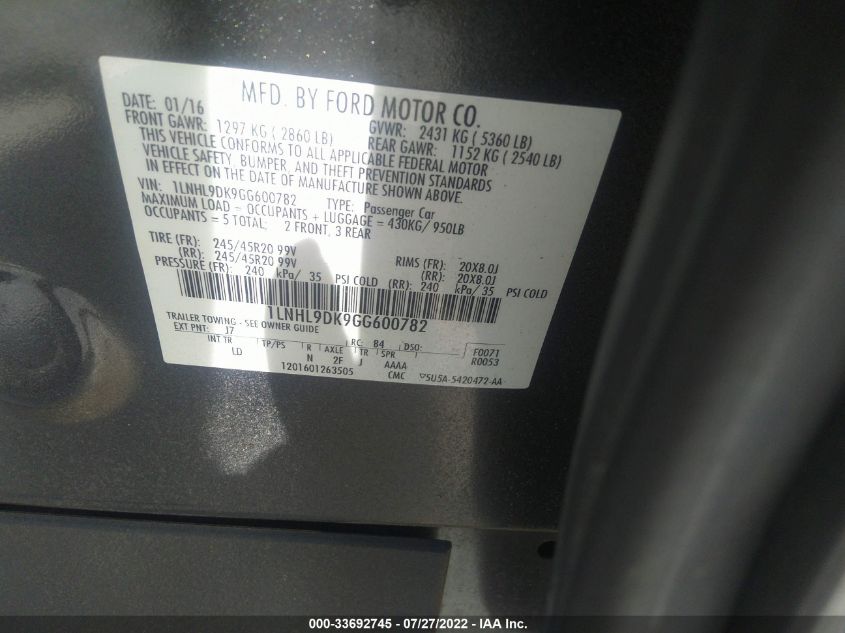 MFD. BY FORD MOTOR CO.
DATE: 01/16 GVWR: 2431 KG ( 5360 LB)
FRONT GAWR: 1297 KG ( 2860 LB) REAR GAWR: 1152 KG ( 2540 LB)
THIS VEHICLE CONFORMS TO ALL APPLICABLE FEDERAL MOTOR
VEHICLE SAFETY, BUMPER, AND THEFT PREVENTION STANDARDS
IN EFFECT ON THE DATE OF MANUFACTURE SHOWN ABOVE.
VIN: 1LNHL9DK9GG600782 TYPE: Passenger Car
MAXIMUM LOAD = OCCUPANTS + LUGGAGE = 430KG/ 950LB
OCCUPANTS = 5 TOTAL; 2 FRONT, 3 REAR
TIRE (FR): 245/45R20 99V RIMS (FR): 20X8.0J
(RR): 245/45R20 99V (RR): 20X8.0J
PRESSURE (FR): 240 kPa/ 35 PSI COLD (RR): 240 kPa/ 35 PSI COLD
1LNHL9DK9GG600782
TRAILER TOWING - SEE OWNER GUIDE
EXT PNT: J7 RC: 84 DSO:
INT TR TP/PS R AXLE TR SPR F0071
LD N 2F J AAAA R0053
1201601263505 CMC 5U5A-5420472-AA
000-33692745 / 07/27/2022 / IAA Inc.